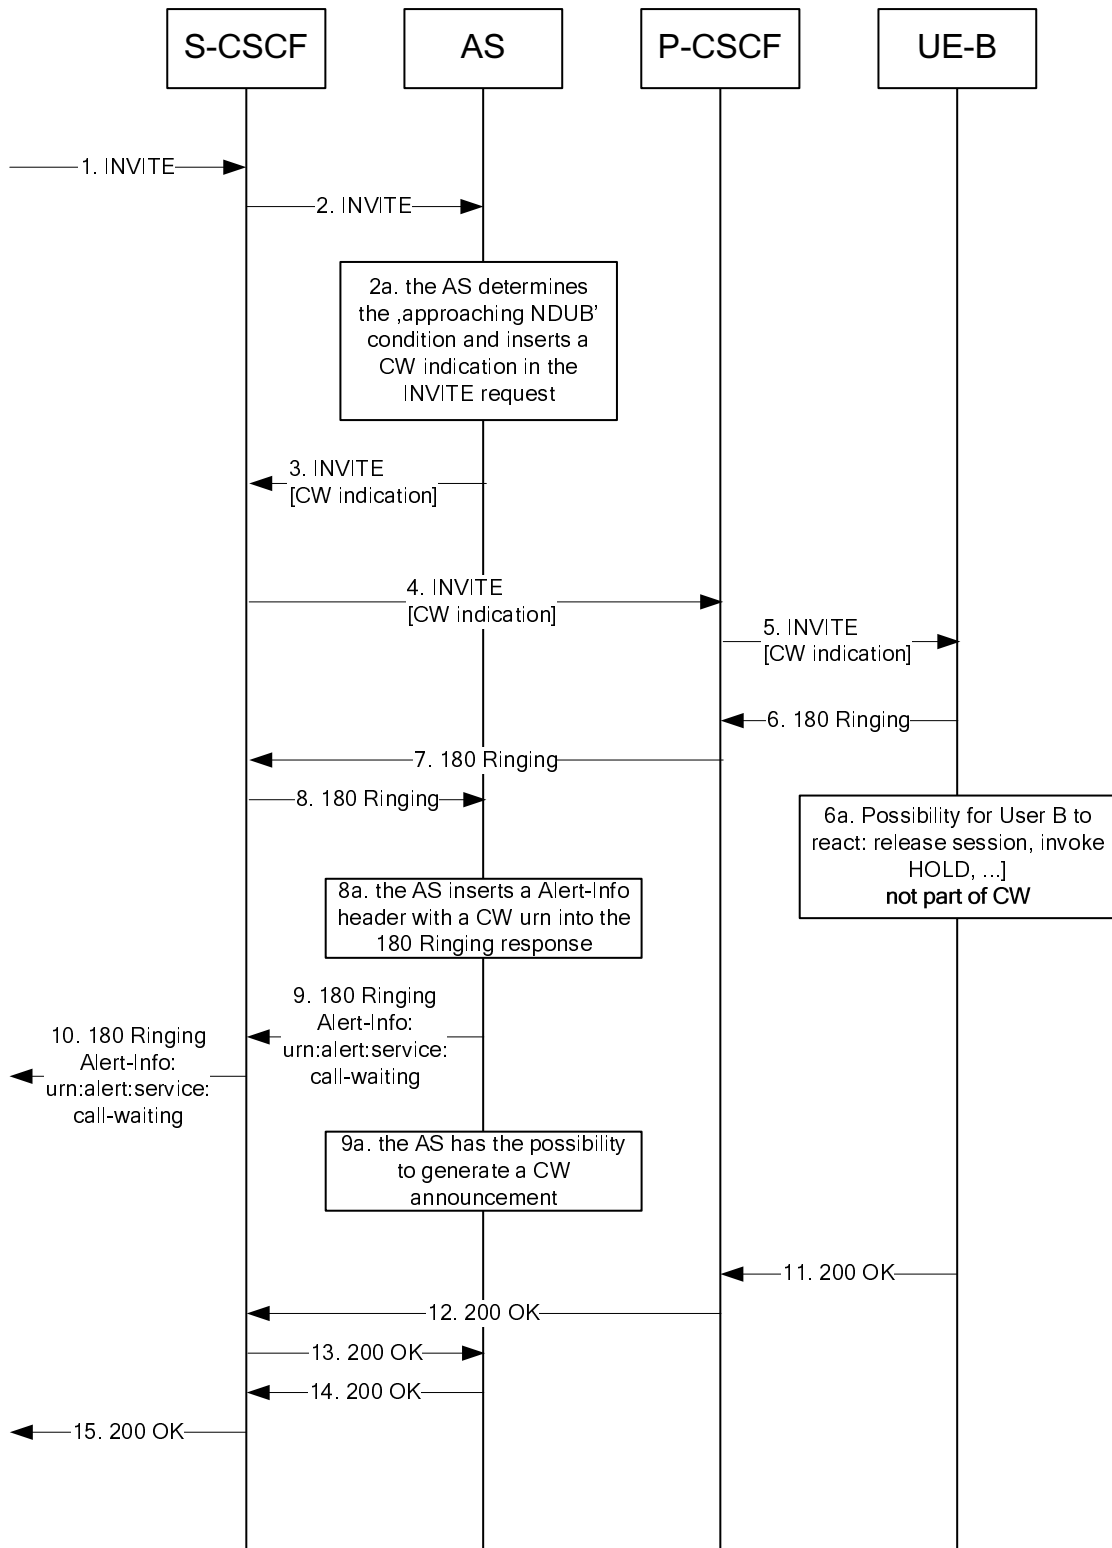 S-CSCF
AS
P-CSCF
UE-B
1. INVITE
2. INVITE
2a. the AS determines
the ‚approaching NDUB’
condition and inserts a
CW indication in the
INVITE request
3. INVITE
[CW indication]
4. INVITE
[CW indication]
5. INVITE
[CW indication]
6. 180 Ringing
7. 180 Ringing
8. 180 Ringing
6a. Possibility for User B to
react: release session, invoke
HOLD, ...]
not part of CW
8a. the AS inserts a Alert-Info
header with a CW urn into the
180 Ringing response
9. 180 Ringing
Alert-Info:
urn:alert:service:
call-waiting
10. 180 Ringing
Alert-Info:
urn:alert:service:
call-waiting
9a. the AS has the possibility
to generate a CW
announcement
11. 200 OK
12. 200 OK
13. 200 OK
14. 200 OK
15. 200 OK